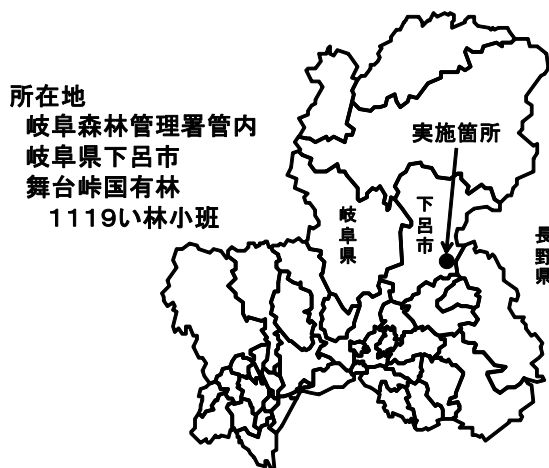 所在地
岐阜森林管理署管内
岐阜県下呂市
舞台峠国有林
1119い林小班
実施箇所
岐阜県
下呂市
長野県